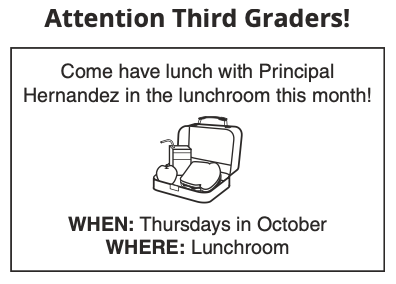 Attention Third Graders!
Come have lunch with Principal
Hernandez in the lunchroom this month!
WHEN: Thursdays in October
WHERE: Lunchroom